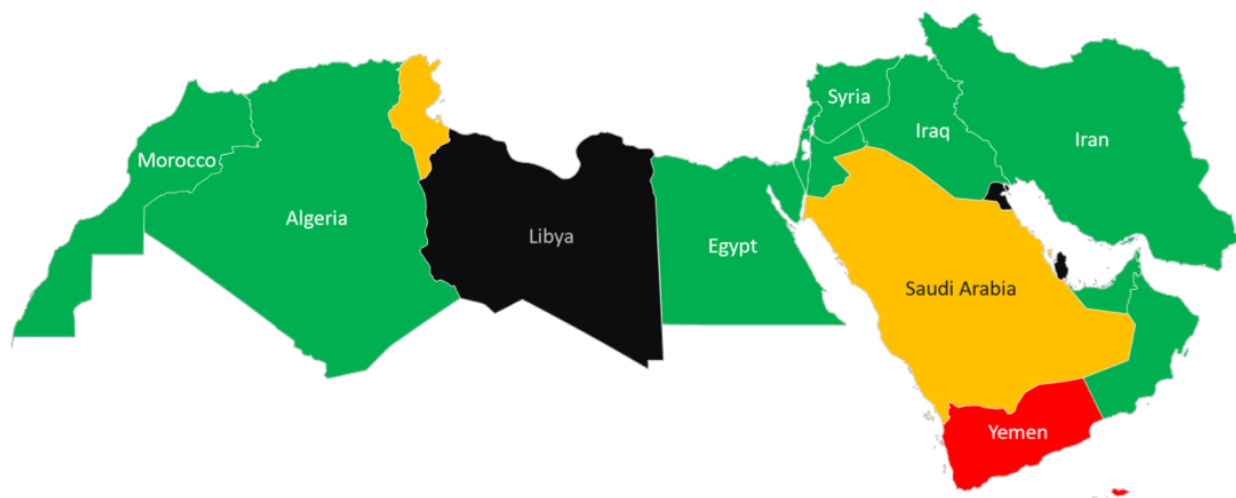 Morocco
Algeria
Libya
Egypt
Syria
Iraq
Iran
Saudi Arabia
Yemen